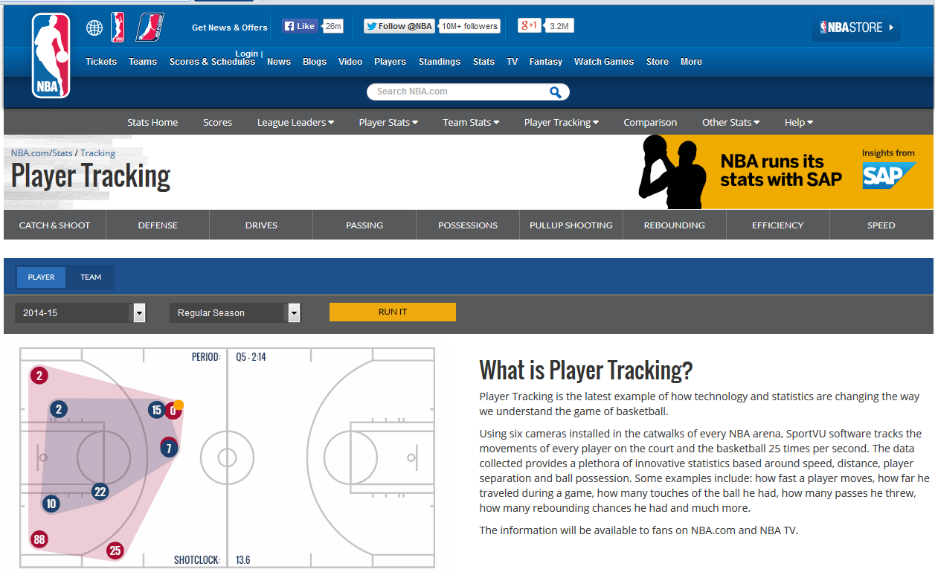 NBA
Get News & Offers
Like
26m
Follow @NBA
10M+ followers
g+1
3.2M
NBASTORE
Login |
Tickets Teams Scores & Schedules News Blogs Video Players Standings Stats TV Fantasy Watch Games Store More
Search NBA.com
Stats Home Scores League Leaders Player Stats Team Stats Player Tracking Comparison Other Stats Help
NBA.com/Stats / Tracking
Player Tracking
NBA runs its
stats with SAP
Insights from
SAP
CATCH & SHOOT DEFENSE DRIVES PASSING POSSESSIONS PULLUP SHOOTING REBOUNDING EFFICIENCY SPEED
PLAYER TEAM
2014-15 Regular Season RUN IT
PERIOD: Q5 - 2:14
2
2
15
0
7
22
10
88
25
SHOTCLOCK: 13.6
What is Player Tracking?
Player Tracking is the latest example of how technology and statistics are changing the way
we understand the game of basketball.
Using six cameras installed in the catwalks of every NBA arena, SportVU software tracks the
movements of every player on the court and the basketball 25 times per second. The data
collected provides a plethora of innovative statistics based around speed, distance, player
separation and ball possession. Some examples include: how fast a player moves, how far he
traveled during a game, how many touches of the ball he had, how many passes he threw,
how many rebounding chances he had and much more.
The information will be available to fans on NBA.com and NBA TV.